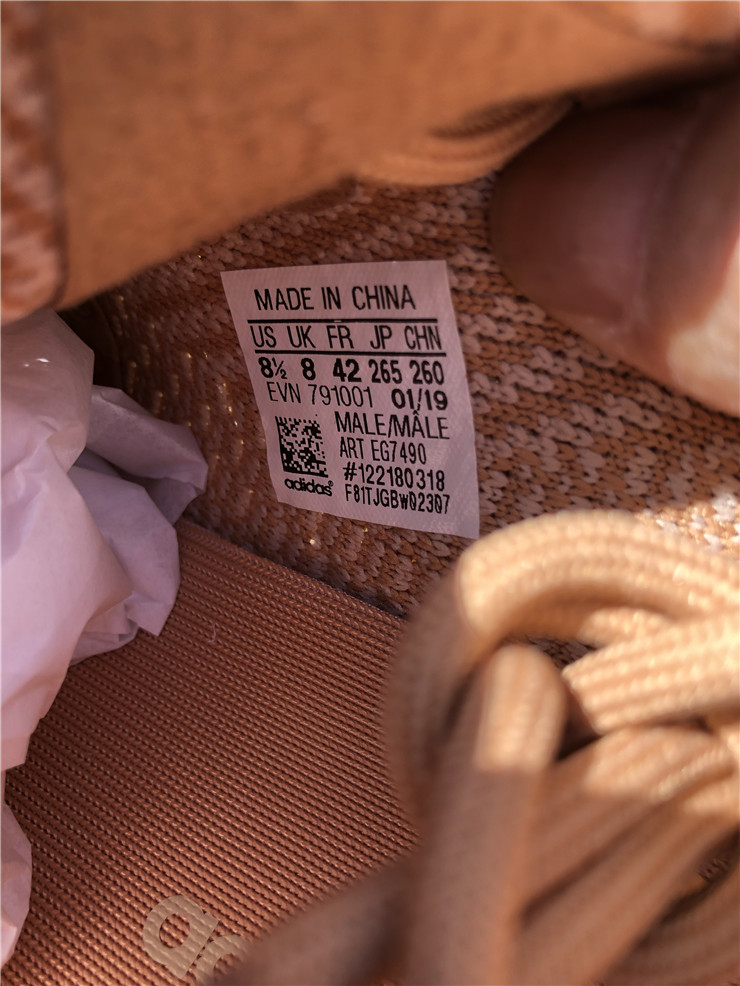 MADE IN CHINA
US UK FR JP CHN
8½ 8 42 265 260
EVN 791001 01/19
MALE/MÂLE
ART EG7490
#122180318
adidas®
F81TJGBW02307